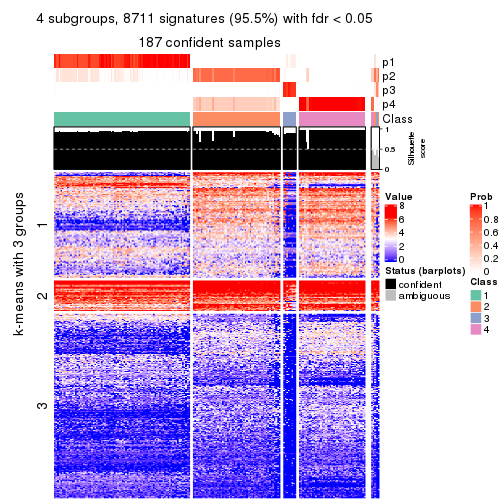 4 subgroups, 8711 signatures (95.5%) with fdr < 0.05
187 confident samples
p1
p2
p3
p4
Class
1
0.5
0
Silhouette
score
k-means with 3 groups
1
2
3
Value
8
6
4
2
0
Status (barplots)
confident
ambiguous
Prob
1
0.8
0.6
0.4
0.2
0
Class
1
2
3
4